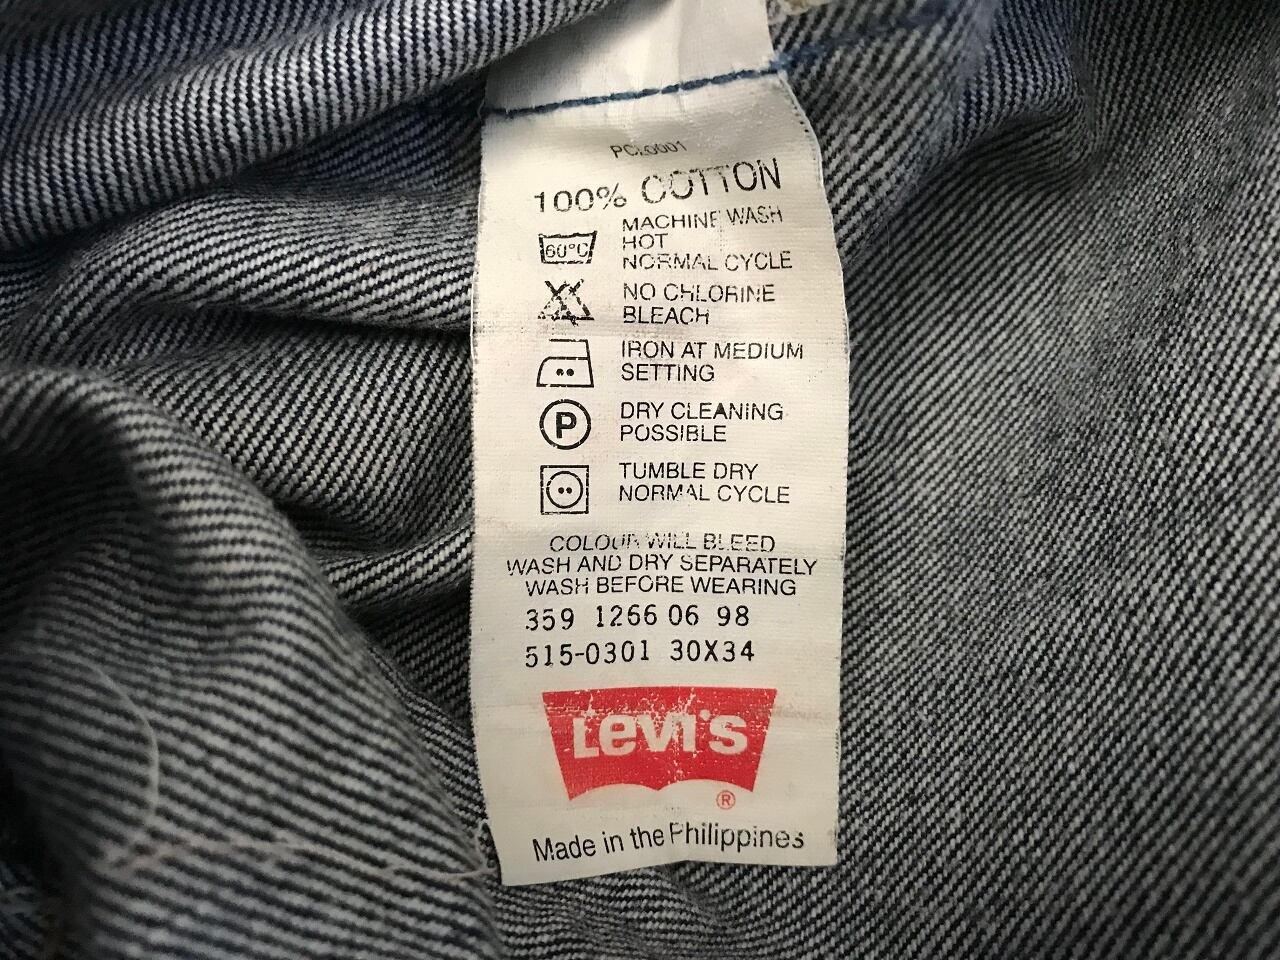 PCL0001
100% COTTON
60°C
MACHINE WASH
HOT
NORMAL CYCLE
NO CHLORINE
BLEACH
IRON AT MEDIUM
SETTING
P
DRY CLEANING
POSSIBLE
TUMBLE DRY
NORMAL CYCLE
COLOUR WILL BLEED
WASH AND DRY SEPARATELY
WASH BEFORE WEARING
359 1266 06 98
515-0301 30X34
Levi's
®
Made in the Philippines